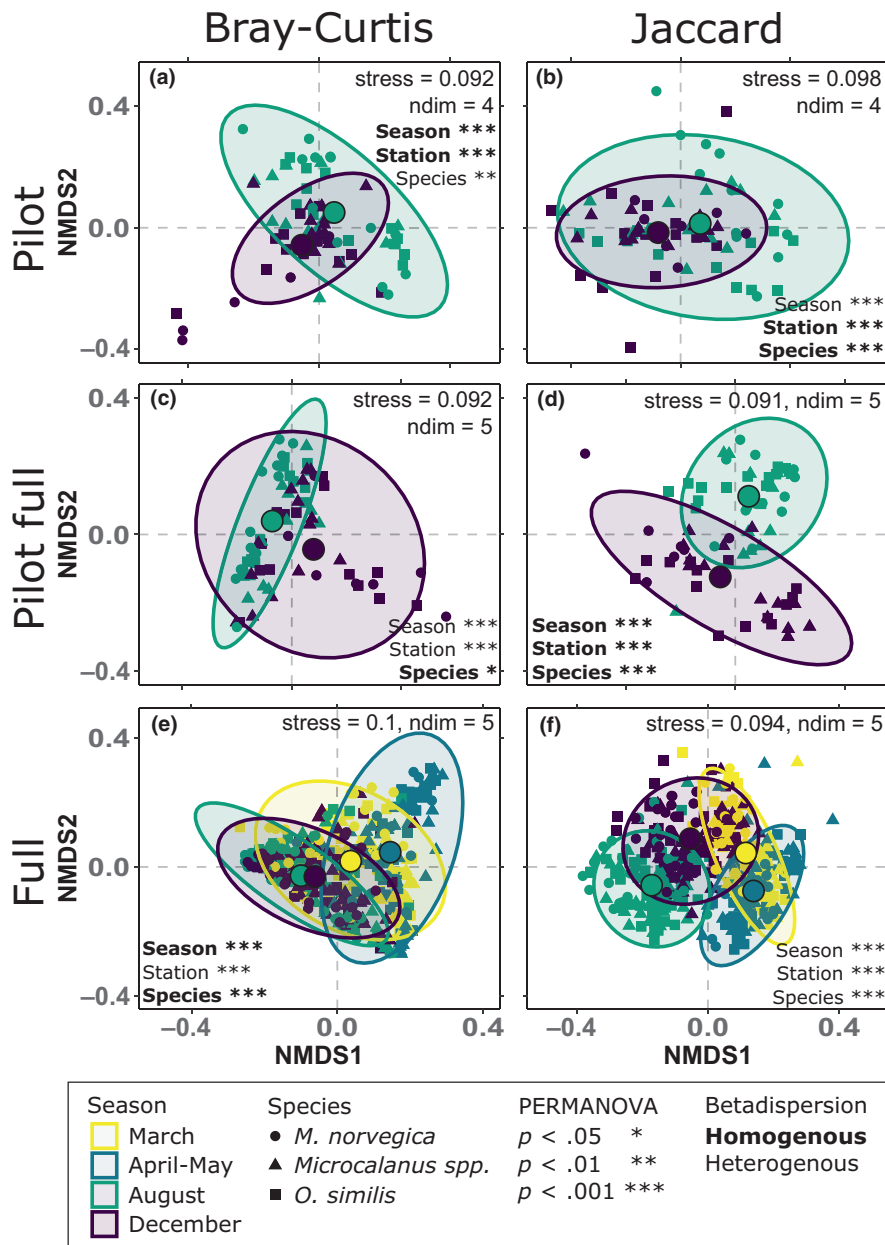 Bray-Curtis
Jaccard
Pilot
NMDS2
0.4
0.0
−0.4
(a)
stress = 0.092
ndim = 4
Season ***
Station ***
Species **
(b)
stress = 0.098
ndim = 4
Season ***
Station ***
Species ***
Pilot full
NMDS2
0.4
0.0
−0.4
(c)
stress = 0.092
ndim = 5
Season ***
Station ***
Species *
(d)
stress = 0.091, ndim = 5
Season ***
Station ***
Species ***
Full
NMDS2
0.4
0.0
−0.4
(e)
stress = 0.1, ndim = 5
Season ***
Station ***
Species ***
(f)
stress = 0.094, ndim = 5
Season ***
Station ***
Species ***
−0.4 0.0 0.4
NMDS1
−0.4 0.0 0.4
NMDS1
Season
March
April-May
August
December
Species
M. norvegica
Microcalanus spp.
O. similis
PERMANOVA
p < .05 *
p < .01 **
p < .001 ***
Betadispersion
Homogenous
Heterogenous